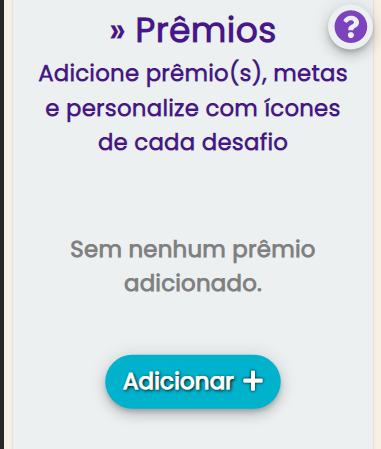 » Prêmios
?
Adicione prêmio(s), metas
e personalize com ícones
de cada desafio
Sem nenhum prêmio
adicionado.
Adicionar +